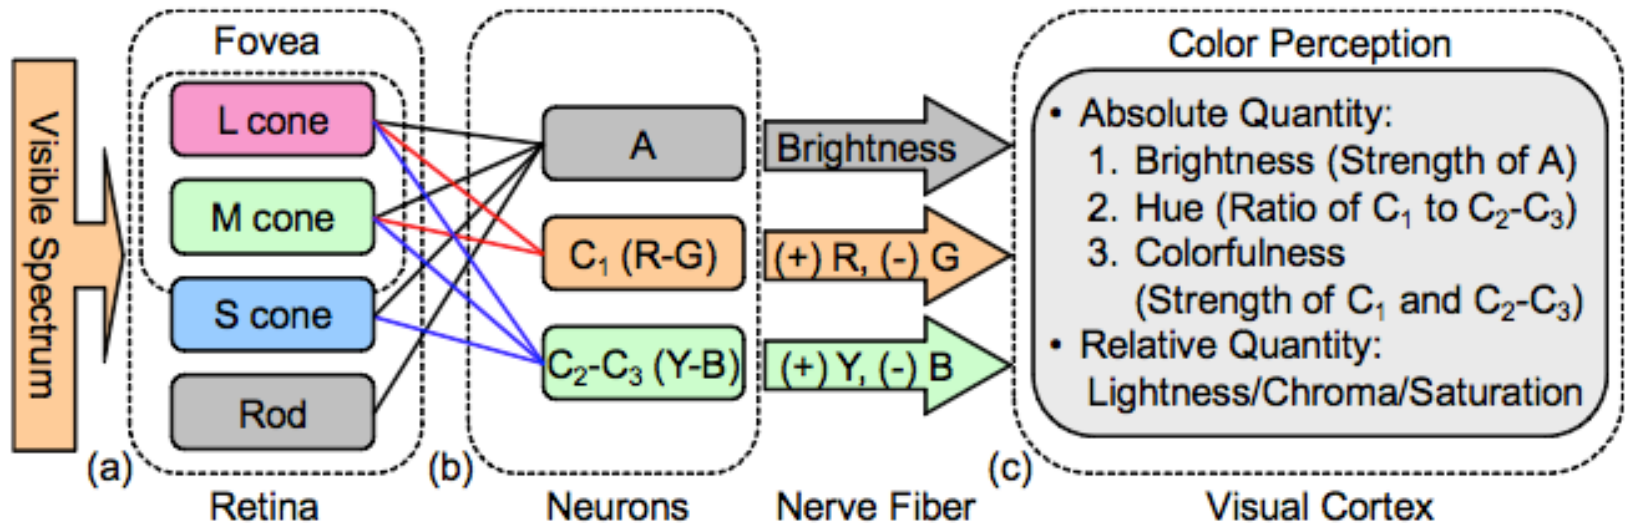 Visible Spectrum
Fovea
L cone
M cone
S cone
Rod
(a)
Retina
A
C₁ (R-G)
C₂-C₃ (Y-B)
(b)
Neurons
Brightness
(+) R, (-) G
(+) Y, (-) B
Nerve Fiber
(c)
Color Perception
• Absolute Quantity:
1. Brightness (Strength of A)
2. Hue (Ratio of C₁ to C₂-C₃)
3. Colorfulness
(Strength of C₁ and C₂-C₃)
• Relative Quantity:
Lightness/Chroma/Saturation
Visual Cortex